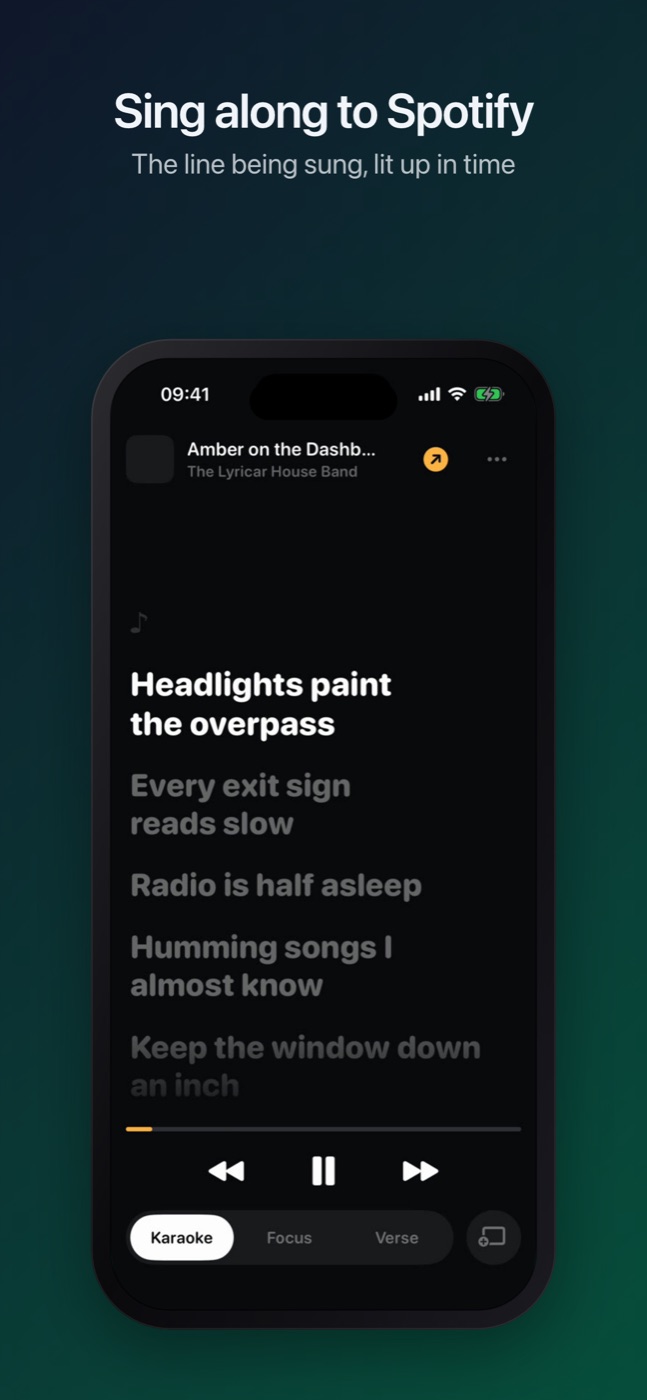 Sing along to Spotify
The line being sung, lit up in time
09:41
Amber on the Dashb...
The Lyricar House Band
Headlights paint
the overpass
Every exit sign
reads slow
Radio is half asleep
Humming songs I
almost know
Keep the window down
an inch
Karaoke
Focus
Verse